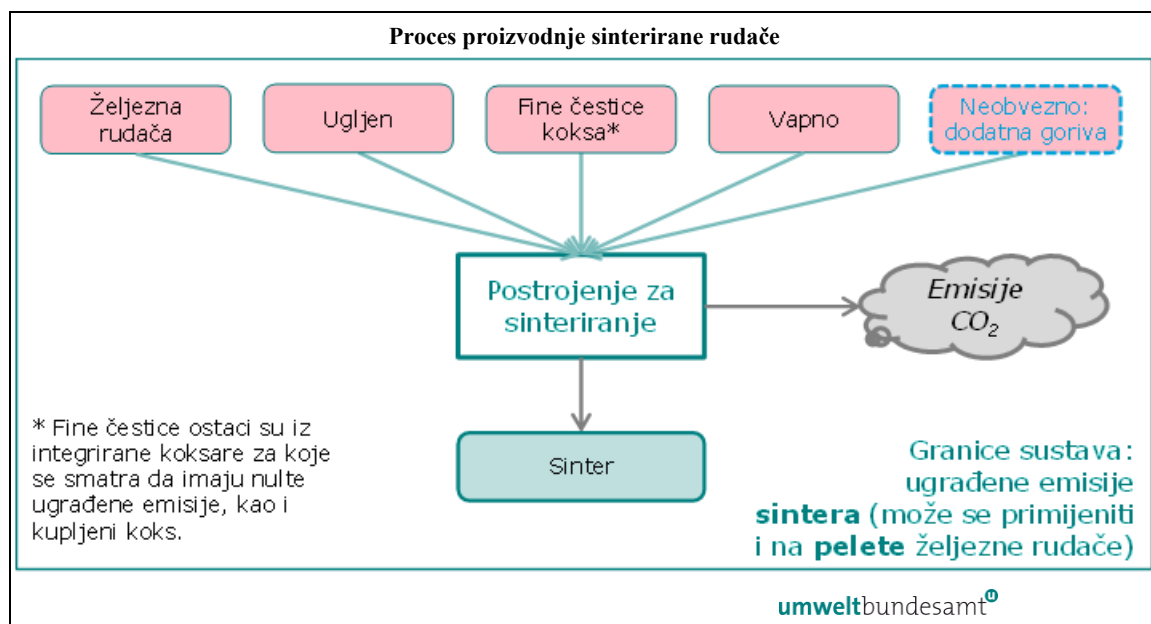 Proces proizvodnje sinterirane rudače
Željezna
rudača
Ugljen
Fine čestice
koksa*
Vapno
Neobvezno:
dodatna goriva
Postrojenje za
sinteriranje
Emisije
CO₂
Sinter
* Fine čestice ostaci su iz
integrirane koksare za koje
se smatra da imaju nulte
ugrađene emisije, kao i
kupljeni koks.
Granice sustava:
ugrađene emisije
sintera (može se primijeniti
i na pelete željezne rudače)
umweltbundesamt